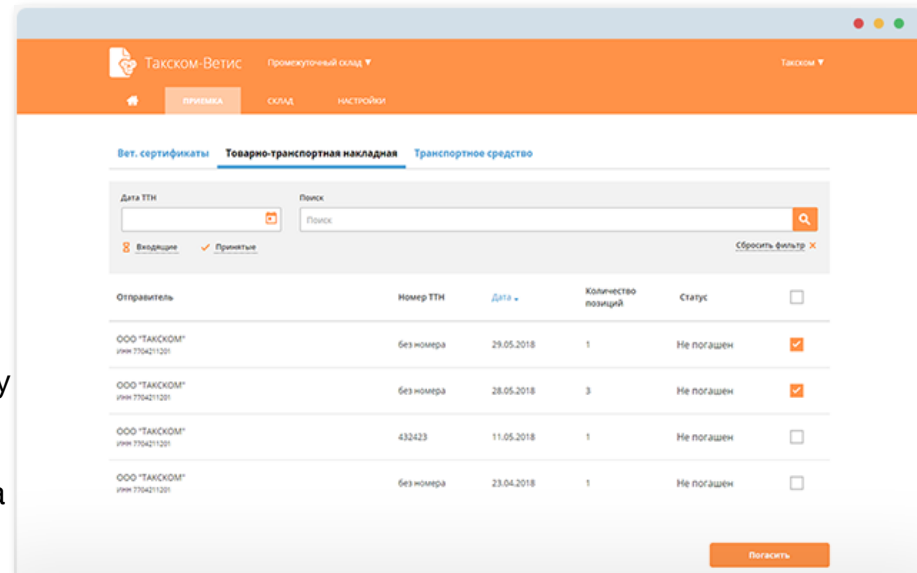 Такском-Ветис
Промежуточный склад ▼
Такском ▼
ПРИЕМКА
СКЛАД
НАСТРОЙКИ
Вет. сертификаты
Товарно-транспортная накладная
Транспортное средство
Дата ТТН
Поиск
Поиск
Входящие
Принятые
Сбросить фильтр ×
Отправитель
Номер ТТН
Дата
Количество
позиций
Статус
ООО "ТАКСКОМ"
ИНН 7704211201
без номера
29.05.2018
1
Не погашен
у
ООО "ТАКСКОМ"
ИНН 7704211201
без номера
28.05.2018
3
Не погашен
ООО "ТАКСКОМ"
ИНН 7704211201
432423
11.05.2018
1
Не погашен
а
ООО "ТАКСКОМ"
ИНН 7704211201
без номера
23.04.2018
1
Не погашен
Погасить